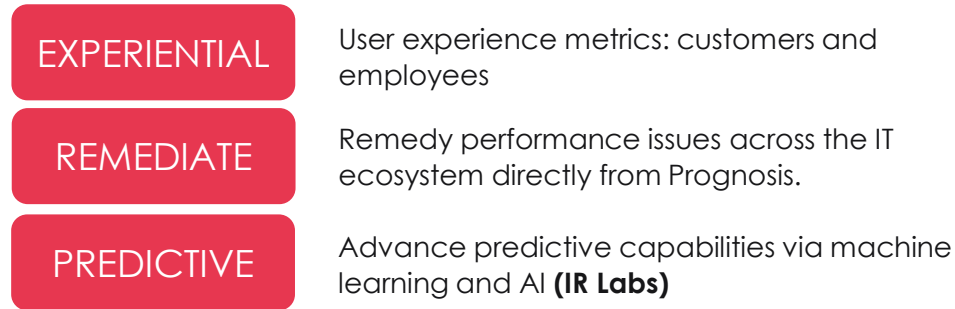 EXPERIENTIAL
User experience metrics: customers and
employees
REMEDIATE
Remedy performance issues across the IT
ecosystem directly from Prognosis.
PREDICTIVE
Advance predictive capabilities via machine
learning and AI (IR Labs)